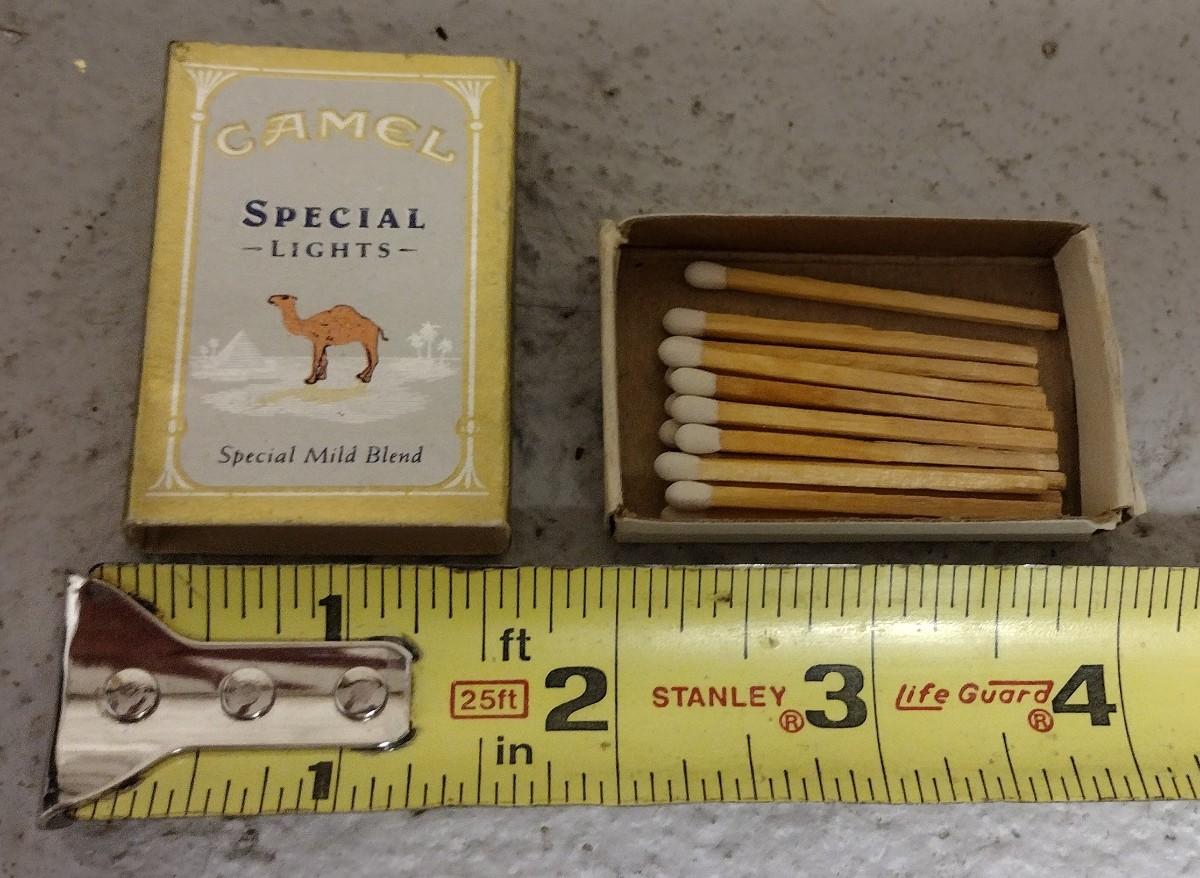 CAMEL
SPECIAL
-LIGHTS-
Special Mild Blend
1 ft
25ft 2 STANLEY® 3 Life Guard® 4
1 in